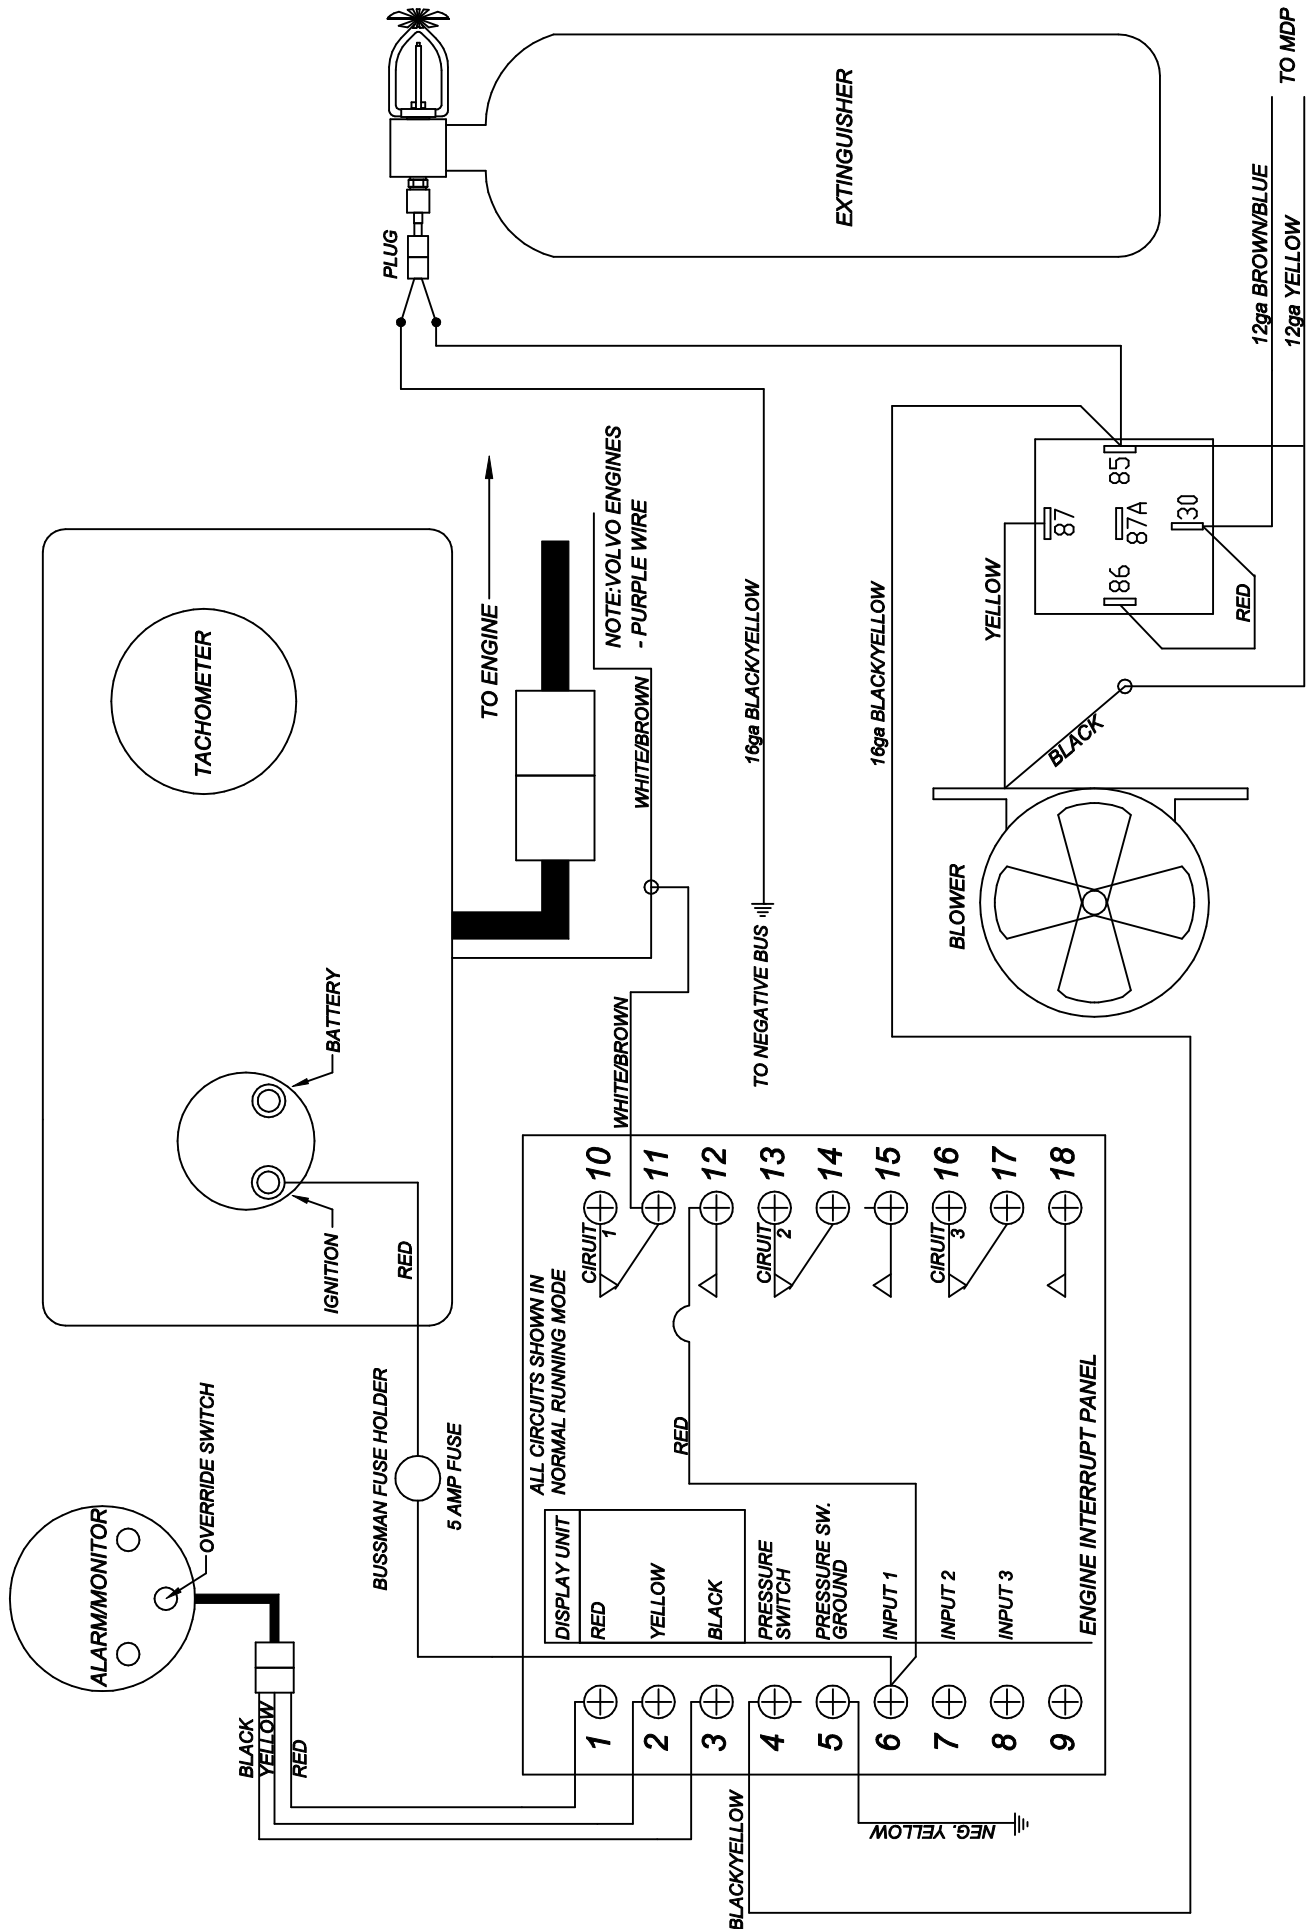 ALARM/MONITOR
OVERRIDE SWITCH
BLACK
YELLOW
RED
TACHOMETER
BATTERY
IGNITION
RED
BUSSMAN FUSE HOLDER
5 AMP FUSE
TO ENGINE
NOTE:VOLVO ENGINES
- PURPLE WIRE
WHITE/BROWN
WHITE/BROWN
PLUG
EXTINGUISHER
16ga BLACK/YELLOW
TO NEGATIVE BUS
16ga BLACK/YELLOW
ALL CIRCUITS SHOWN IN
NORMAL RUNNING MODE
DISPLAY UNIT
RED
YELLOW
BLACK
PRESSURE
SWITCH
PRESSURE SW.
GROUND
INPUT 1
INPUT 2
INPUT 3
ENGINE INTERRUPT PANEL
1
2
3
4
5
6
7
8
9
RED
CIRUIT
1
CIRUIT
2
CIRUIT
3
10
11
12
13
14
15
16
17
18
BLACK/YELLOW
NEG. YELLOW
BLOWER
BLACK
YELLOW
87
87A
85
86
30
RED
12ga BROWN/BLUE
12ga YELLOW
TO MDP